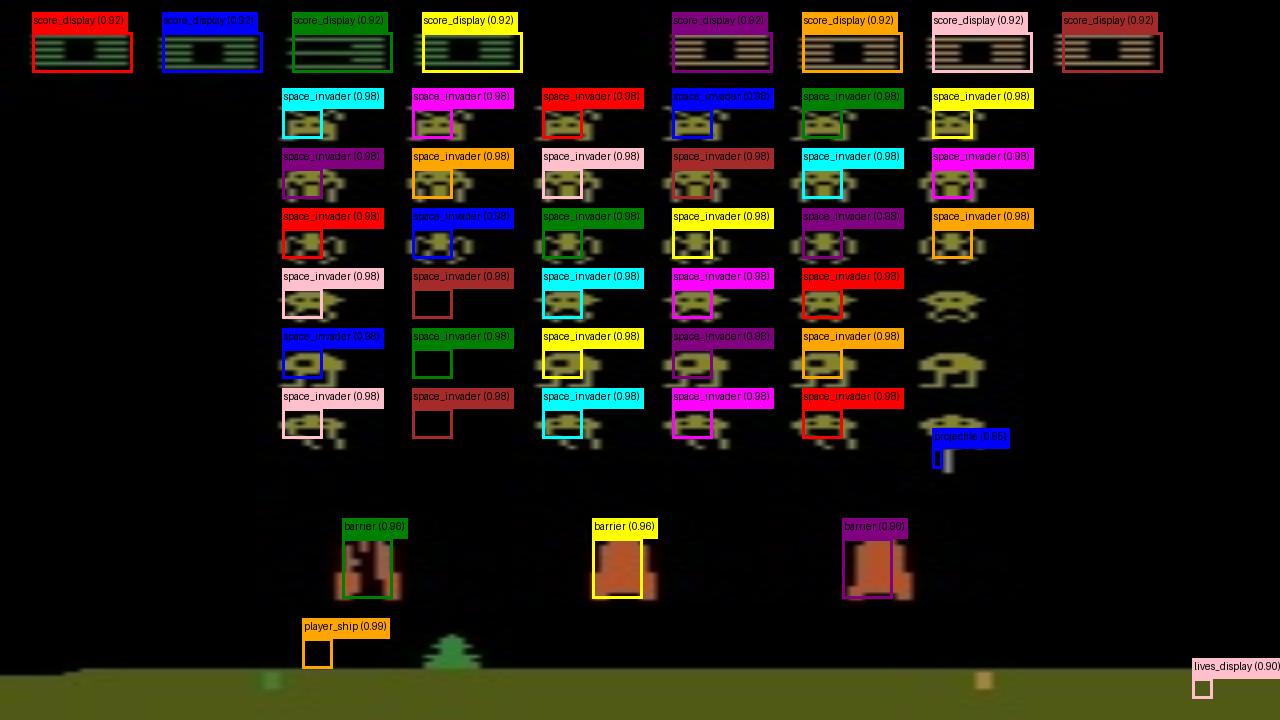 score_display (0.92) score_display (0.92) score_display (0.92) score_display (0.92) score_display (0.92) score_display (0.92) score_display (0.92) score_display (0.92)
space_invader (0.98) space_invader (0.98) space_invader (0.98) space_invader (0.98) space_invader (0.98) space_invader (0.98)
space_invader (0.98) space_invader (0.98) space_invader (0.98) space_invader (0.98) space_invader (0.98) space_invader (0.98)
space_invader (0.98) space_invader (0.98) space_invader (0.98) space_invader (0.98) space_invader (0.98) space_invader (0.98)
space_invader (0.98) space_invader (0.98) space_invader (0.98) space_invader (0.98) space_invader (0.98)
space_invader (0.98) space_invader (0.98) space_invader (0.98) space_invader (0.98) space_invader (0.98)
space_invader (0.98) space_invader (0.98) space_invader (0.98) space_invader (0.98) space_invader (0.98)
projectile (0.95)
barrier (0.96) barrier (0.96) barrier (0.96)
player_ship (0.99)
lives_display (0.90)